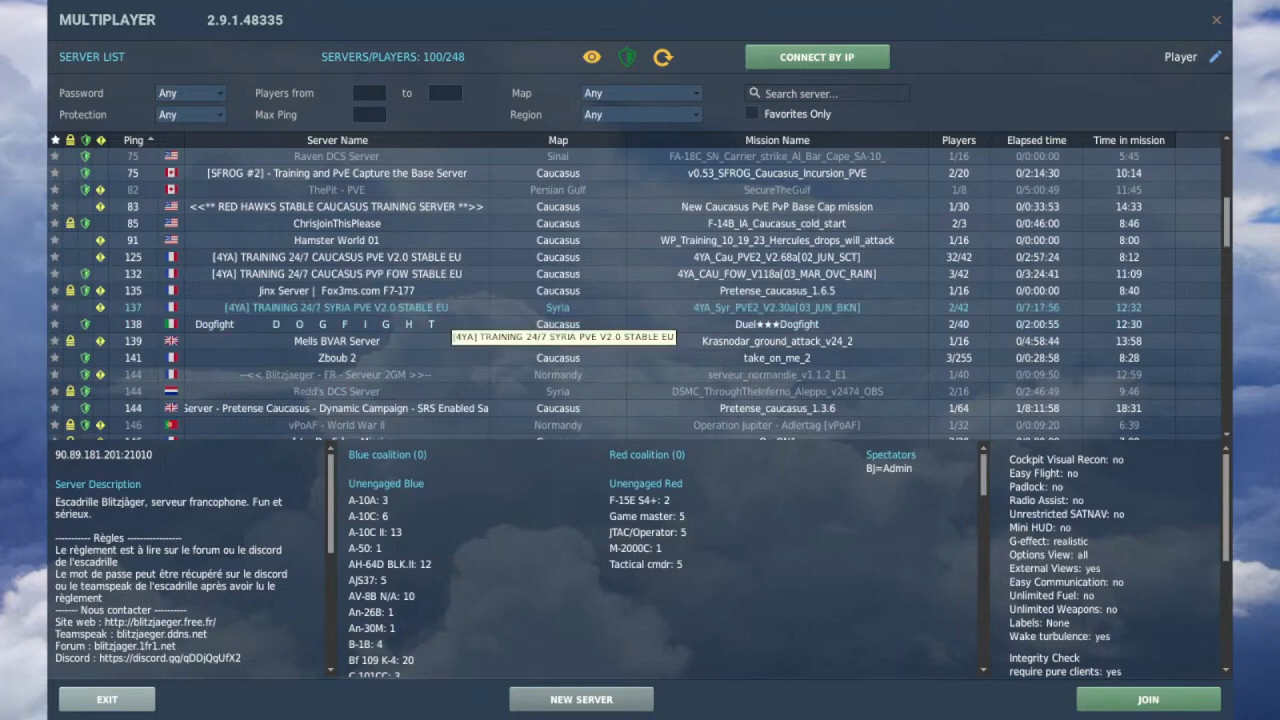 MULTIPLAYER 2.9.1.48335
SERVER LIST SERVERS/PLAYERS: 100/248 CONNECT BY IP Player
Password Any Players from to Map Any Search server...
Protection Any Max Ping Region Any Favorites Only
Ping Server Name Map Mission Name Players Elapsed time Time in mission
75 Raven DCS Server Sinai FA-18C_SN_Carrier_strike_Al_Bar_Cape_SA-10_ 1/16 0/0:00:00 5:45
75 [SFROG #2] - Training and PvE Capture the Base Server Caucasus v0.53_SFROG_Caucasus_Incursion_PVE 2/20 0/2:14:30 10:14
82 ThePit - PVE Persian Gulf SecureTheGulf 1/8 0/5:00:49 11:45
83 <<** RED HAWKS STABLE CAUCASUS TRAINING SERVER **>> Caucasus New Caucasus PvE PvP Base Cap mission 1/30 0/0:33:53 14:33
85 ChrisJoinThisPlease Caucasus F-14B_IA_Caucasus_cold_start 2/3 0/0:46:00 8:46
91 Hamster World 01 Caucasus WP_Training_10_19_23_Hercules_drops_will_attack 1/16 0/0:00:00 8:00
125 [4YA] TRAINING 24/7 CAUCASUS PVE V2.0 STABLE EU Caucasus 4YA_Cau_PVE2_V2.68a[02_JUN_SCT] 32/42 0/2:57:24 8:12
132 [4YA] TRAINING 24/7 CAUCASUS PVP FOW STABLE EU Caucasus 4YA_CAU_FOW_V118a[03_MAR_OVC_RAIN] 3/42 0/3:24:41 11:09
135 Jinx Server | Fox3ms.com F7-177 Caucasus Pretense_caucasus_1.6.5 1/16 0/0:00:00 8:40
137 [4YA] TRAINING 24/7 SYRIA PVE V2.0 STABLE EU Syria 4YA_Syr_PVE2_V2.30a[03_JUN_BKN] 2/42 0/7:17:56 12:32
138 Dogfight D O G F I G H T Caucasus Duel★★★Dogfight 2/40 0/2:00:55 12:30
[4YA] TRAINING 24/7 SYRIA PVE V2.0 STABLE EU
139 Mells BVAR Server Krasnodar_ground_attack_v24_2 1/16 0/4:58:44 13:58
141 Zboub 2 Caucasus take_on_me_2 3/255 0/0:28:58 8:28
144 --<< Blitzjaeger - FR - Serveur 2GM >>-- Normandy serveur_normandie_v1.1.2_E1 1/40 0/0:09:50 12:59
144 Redd's DCS Server Syria DSMC_ThroughTheInferno_Aleppo_v2474_OBS 2/16 0/2:46:49 9:46
144 Server - Pretense Caucasus - Dynamic Campaign - SRS Enabled Sa Caucasus Pretense_caucasus_1.3.6 1/64 1/8:11:58 18:31
146 vPoAF - World War II Normandy Operation Jupiter - Adlertag [vPoAF] 1/32 0/0:09:20 6:39
90.89.181.201:21010
Server Description
Escadrille Blitzjäger, serveur francophone. Fun et
sérieux.
----------- Règles -----------------
Le règlement est à lire sur le forum ou le discord
de l'escadrille
Le mot de passe peut être récupéré sur le discord
ou le teamspeak de l'escadrille après avoir lu le
règlement
------- Nous contacter ----------
Site web : http://blitzjaeger.free.fr/
Teamspeak : blitzjaeger.ddns.net
Forum : blitzjaeger.1fr1.net
Discord : https://discord.gg/qDDjQgUfX2
Blue coalition (0)
Unengaged Blue
A-10A: 3
A-10C: 6
A-10C II: 13
A-50: 1
AH-64D BLK.II: 12
AJS37: 5
AV-8B N/A: 10
An-26B: 1
An-30M: 1
B-1B: 4
Bf 109 K-4: 20
C-101CC: 3
Red coalition (0)
Unengaged Red
F-15E S4+: 2
Game master: 5
JTAC/Operator: 5
M-2000C: 1
Tactical cmdr: 5
Spectators
BJ=Admin
Cockpit Visual Recon: no
Easy Flight: no
Padlock: no
Radio Assist: no
Unrestricted SATNAV: no
Mini HUD: no
G-effect: realistic
Options View: all
External Views: yes
Easy Communication: no
Unlimited Fuel: no
Unlimited Weapons: no
Labels: None
Wake turbulence: yes
Integrity Check
require pure clients: yes
EXIT NEW SERVER JOIN